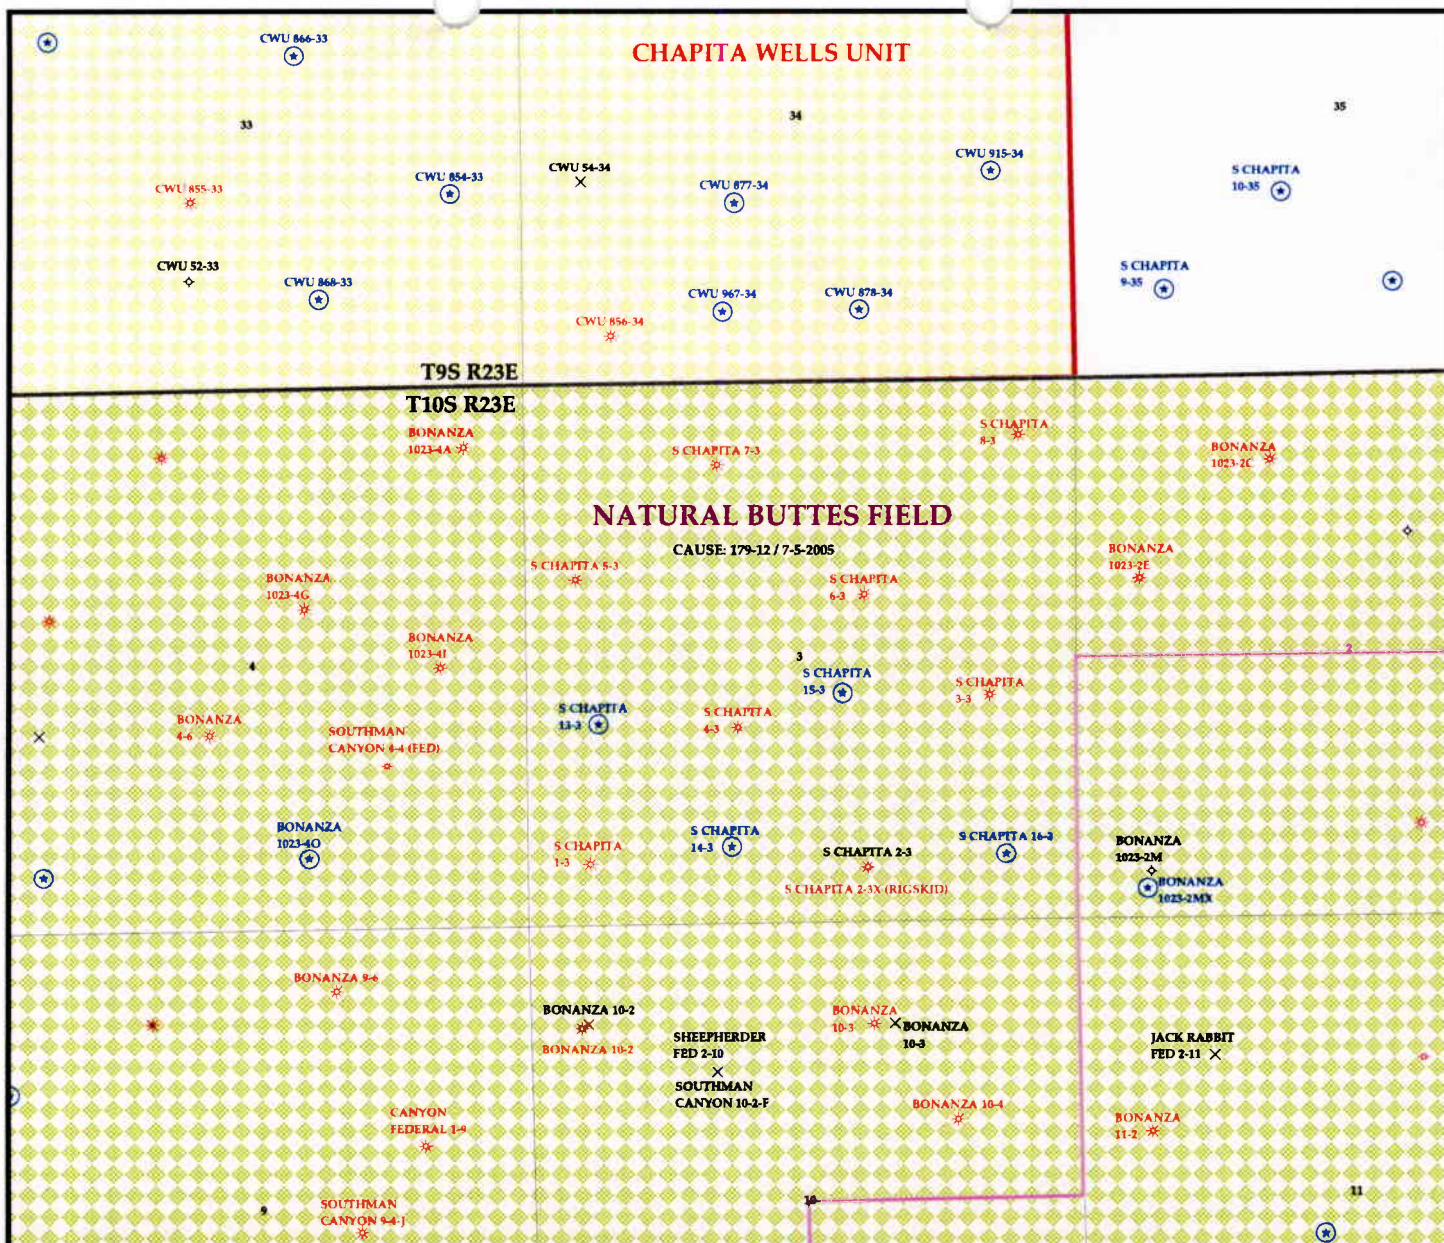 CWU 866-33
CHAPITA WELLS UNIT
33
34
35
CWU 855-33
CWU 854-33
CWU 54-34
CWU 877-34
CWU 915-34
S CHAPITA
10-35
CWU 52-33
CWU 868-33
CWU 967-34
CWU 878-34
S CHAPITA
9-35
CWU 856-34
T9S R23E
T10S R23E
BONANZA
1023-4A
S CHAPITA 7-3
S CHAPITA
8-3
BONANZA
1023-2C
NATURAL BUTTES FIELD
CAUSE: 179-12 / 7-5-2005
BONANZA
1023-4G
S CHAPITA 5-3
S CHAPITA
6-3
BONANZA
1023-2E
BONANZA
1023-4I
4
3
2
S CHAPITA
15-3
S CHAPITA
3-3
BONANZA
4-6
SOUTHMAN
CANYON 4-4 (FED)
S CHAPITA
13-3
S CHAPITA
4-3
BONANZA
1023-4O
S CHAPITA
1-3
S CHAPITA
14-3
S CHAPITA 2-3
S CHAPITA 2-3X (RIGSKID)
S CHAPITA 16-3
BONANZA
1023-2M
BONANZA
1023-2MX
BONANZA 9-6
BONANZA 10-2
BONANZA 10-2
SHEEPHERDER
FED 2-10
SOUTHMAN
CANYON 10-2-F
BONANZA
10-3
BONANZA
10-3
JACK RABBIT
FED 2-11
CANYON
FEDERAL 1-9
BONANZA 10-4
BONANZA
11-2
SOUTHMAN
CANYON 9-4-J
9
10
11